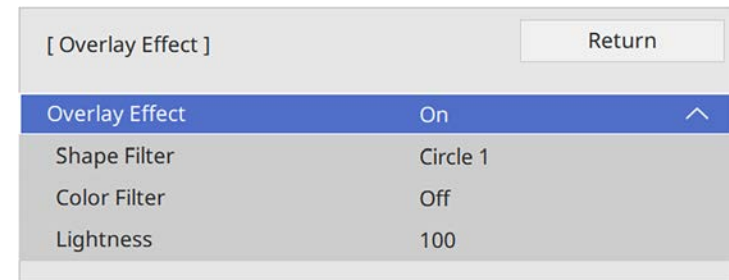 [ Overlay Effect ] Return
Overlay Effect On
Shape Filter Circle 1
Color Filter Off
Lightness 100